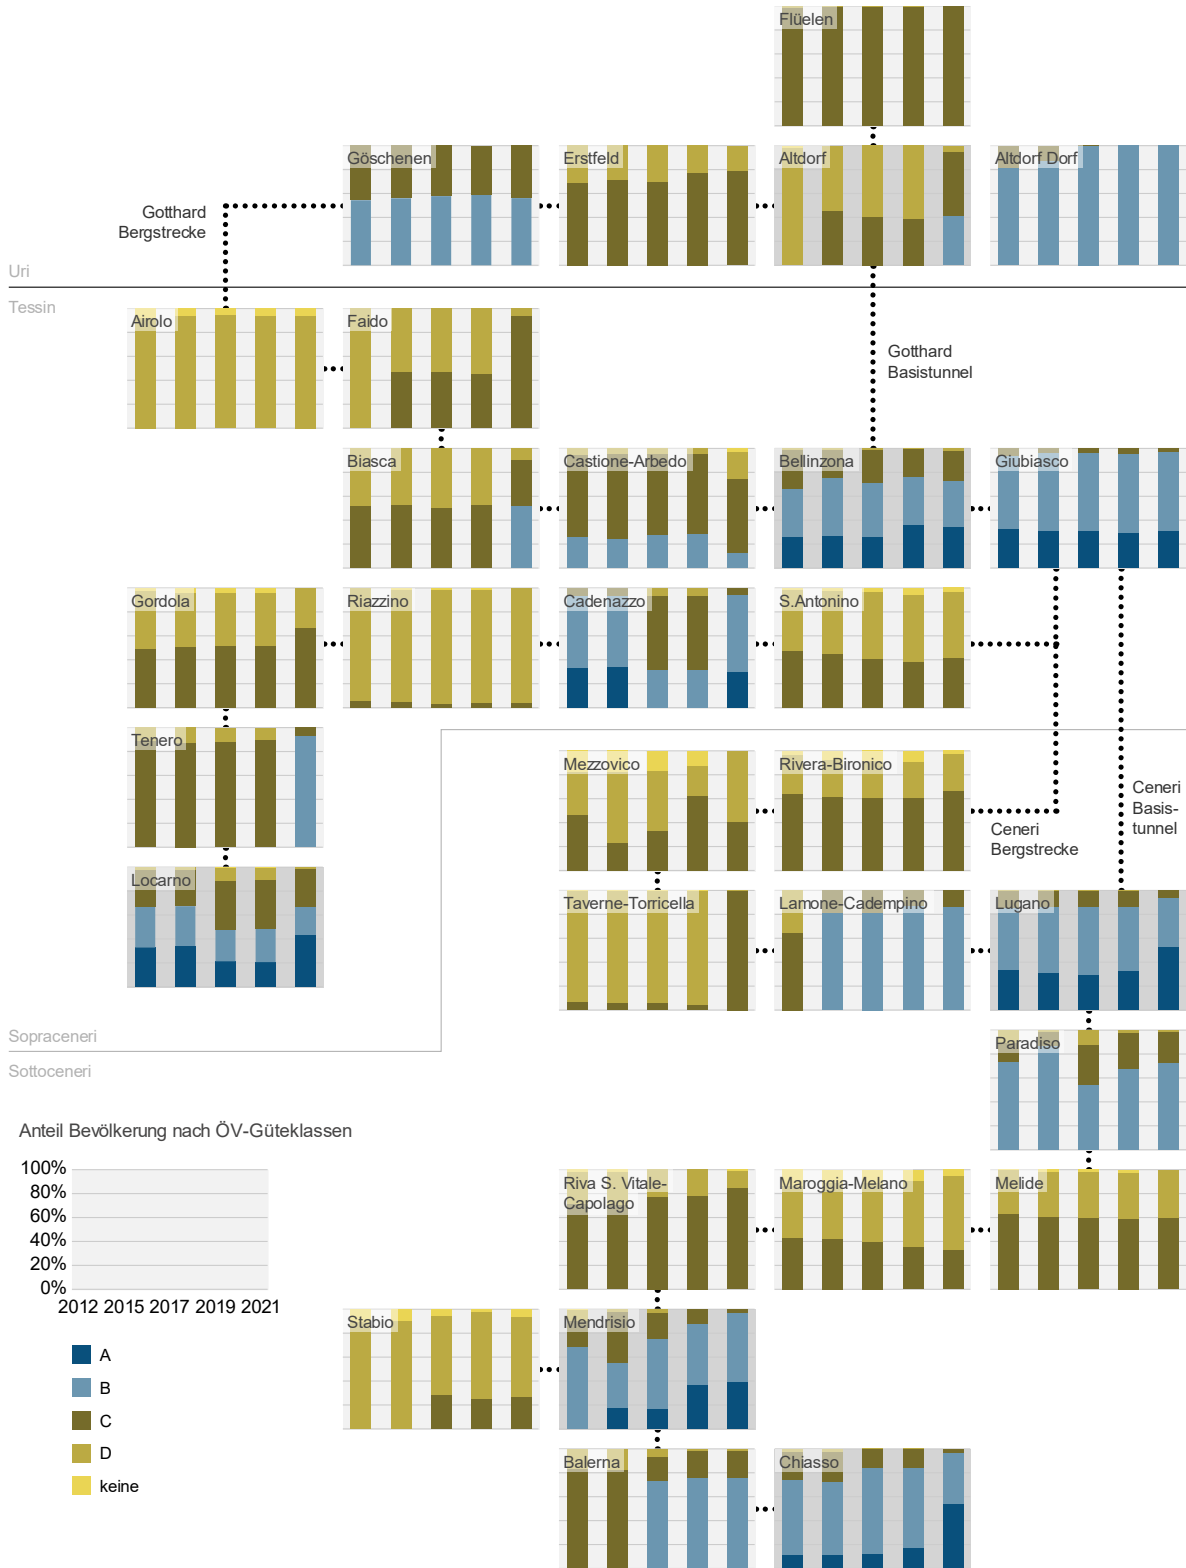 Flüelen
Göschenen
Erstfeld
Altdorf
Altdorf Dorf
Gotthard
Bergstrecke
Uri
Tessin
Airolo
Faido
Gotthard
Basistunnel
Biasca
Castione-Arbedo
Bellinzona
Giubiasco
Gordola
Riazzino
Cadenazzo
S.Antonino
Tenero
Mezzovico
Rivera-Bironico
Ceneri
Basis-
tunnel
Ceneri
Bergstrecke
Locarno
Taverne-Torricella
Lamone-Cadempino
Lugano
Sopraceneri
Sottoceneri
Paradiso
Anteil Bevölkerung nach ÖV-Güteklassen
100%
80%
60%
40%
20%
0%
2012 2015 2017 2019 2021
Riva S. Vitale-
Capolago
Maroggia-Melano
Melide
Stabio
Mendrisio
A
B
C
D
keine
Balerna
Chiasso